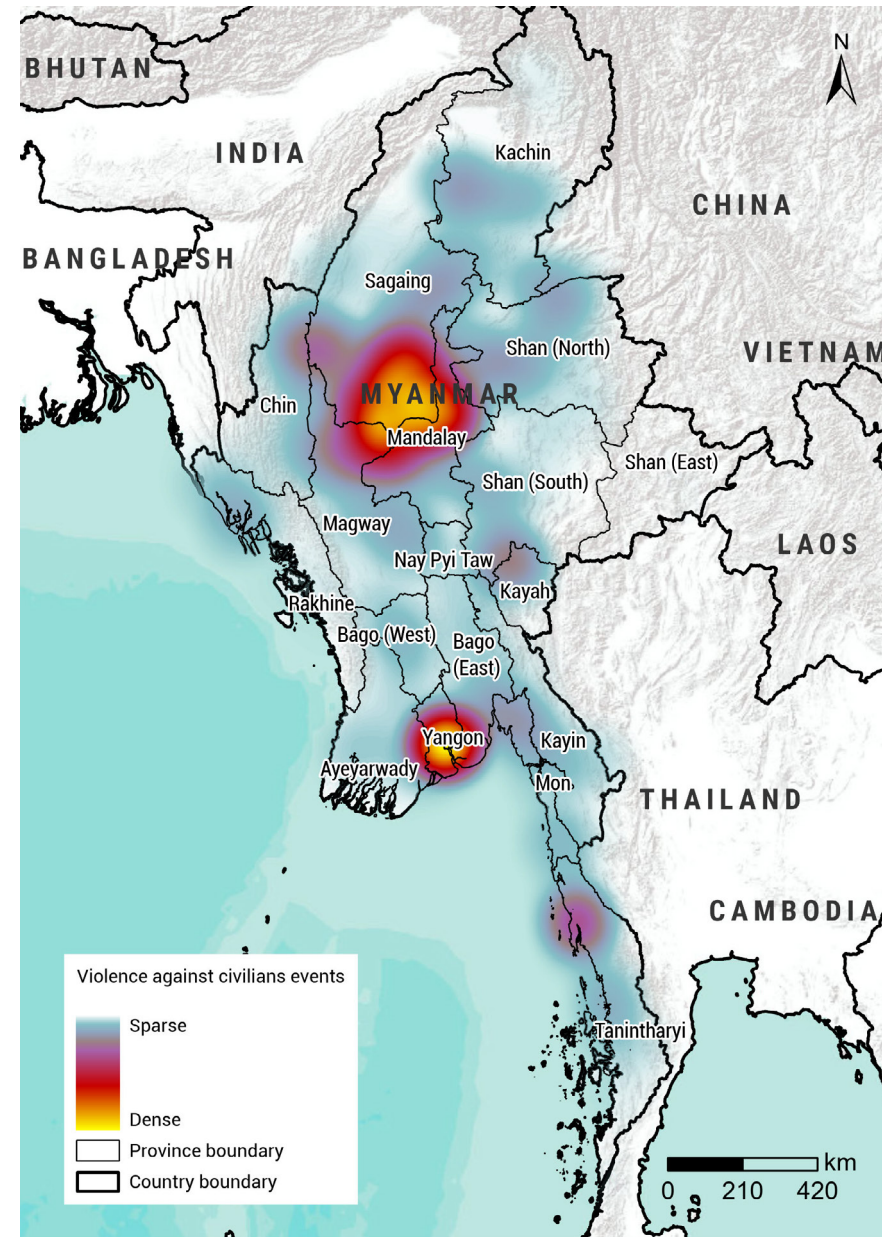 N
BHUTAN
INDIA
Kachin
CHINA
BANGLADESH
Sagaing
Shan (North)
VIETNAM
MYANMAR
Chin
Mandalay
Shan (East)
Shan (South)
Magway
LAOS
Nay Pyi Taw
Kayah
Rakhine
Bago (West)
Bago
(East)
Yangon
Kayin
Ayeyarwady
Mon
THAILAND
CAMBODIA
Violence against civilians events
Sparse
Dense
Province boundary
Country boundary
Tanintharyi
km
0 210 420